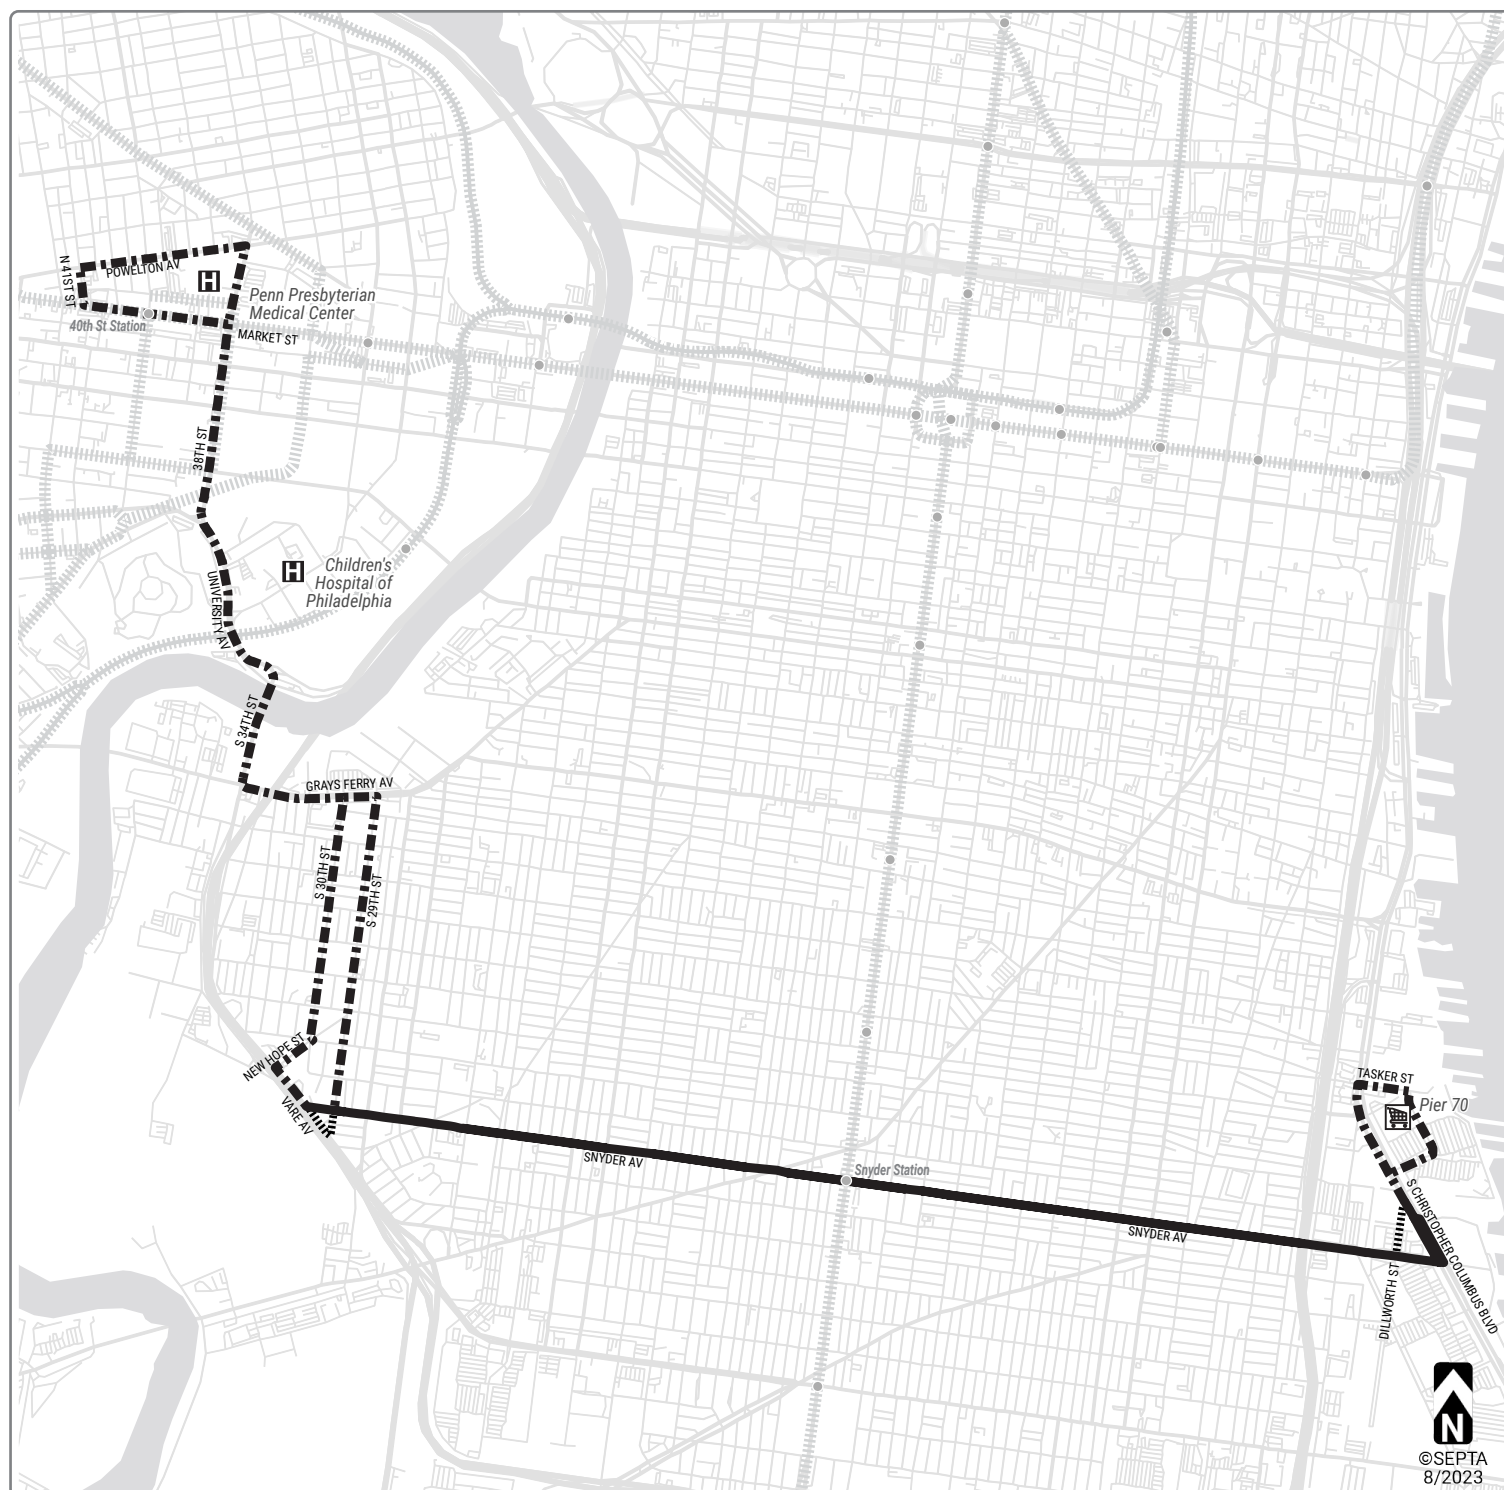 N 41ST ST
POWELTON AV
H
Penn Presbyterian
Medical Center
40th St Station
MARKET ST
38TH ST
H
Children's
Hospital of
Philadelphia
UNIVERSITY AV
S 34TH ST
GRAYS FERRY AV
S 30TH ST
S 29TH ST
NEW HOPE ST
VARE AV
TASKER ST
Pier 70
SNYDER AV
Snyder Station
SNYDER AV
S CHRISTOPHER COLUMBUS BLVD
DILLWORTH ST
N
©SEPTA
8/2023